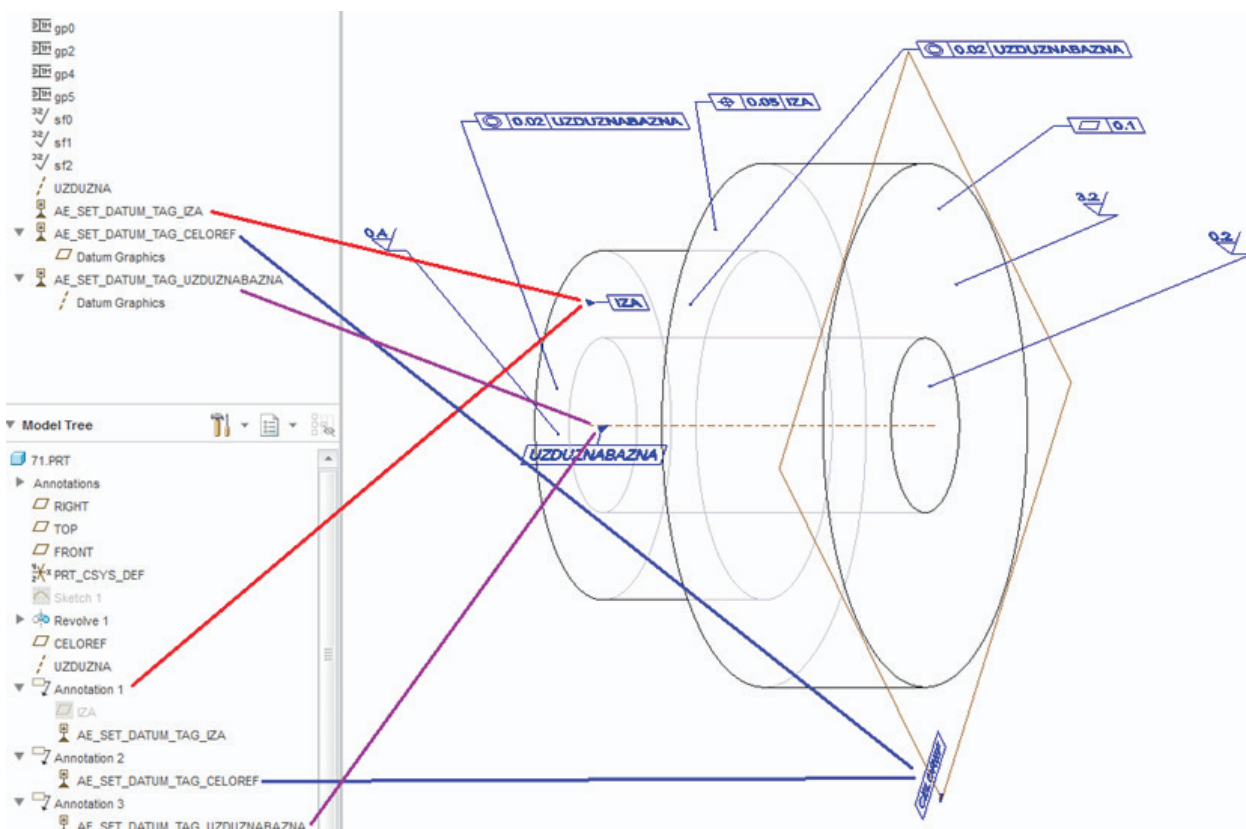 gp0
gp2
gp4
gp5
32 sf0
32 sf1
32 sf2
UZDUZNA
AE_SET_DATUM_TAG_IZA
AE_SET_DATUM_TAG_CELOREF
Datum Graphics
AE_SET_DATUM_TAG_UZDUZNABAZNA
Datum Graphics
Model Tree
71.PRT
Annotations
RIGHT
TOP
FRONT
PRT_CSYS_DEF
Sketch 1
Revolve 1
CELOREF
UZDUZNA
Annotation 1
IZA
AE_SET_DATUM_TAG_IZA
Annotation 2
AE_SET_DATUM_TAG_CELOREF
Annotation 3
AE_SET_DATUM_TAG_UZDUZNABAZNA
0.02 UZDUZNABAZNA
0.05 IZA
0.02 UZDUZNABAZNA
0.1
3.2
0.2
0.4
IZA
UZDUZNABAZNA
CELOREF